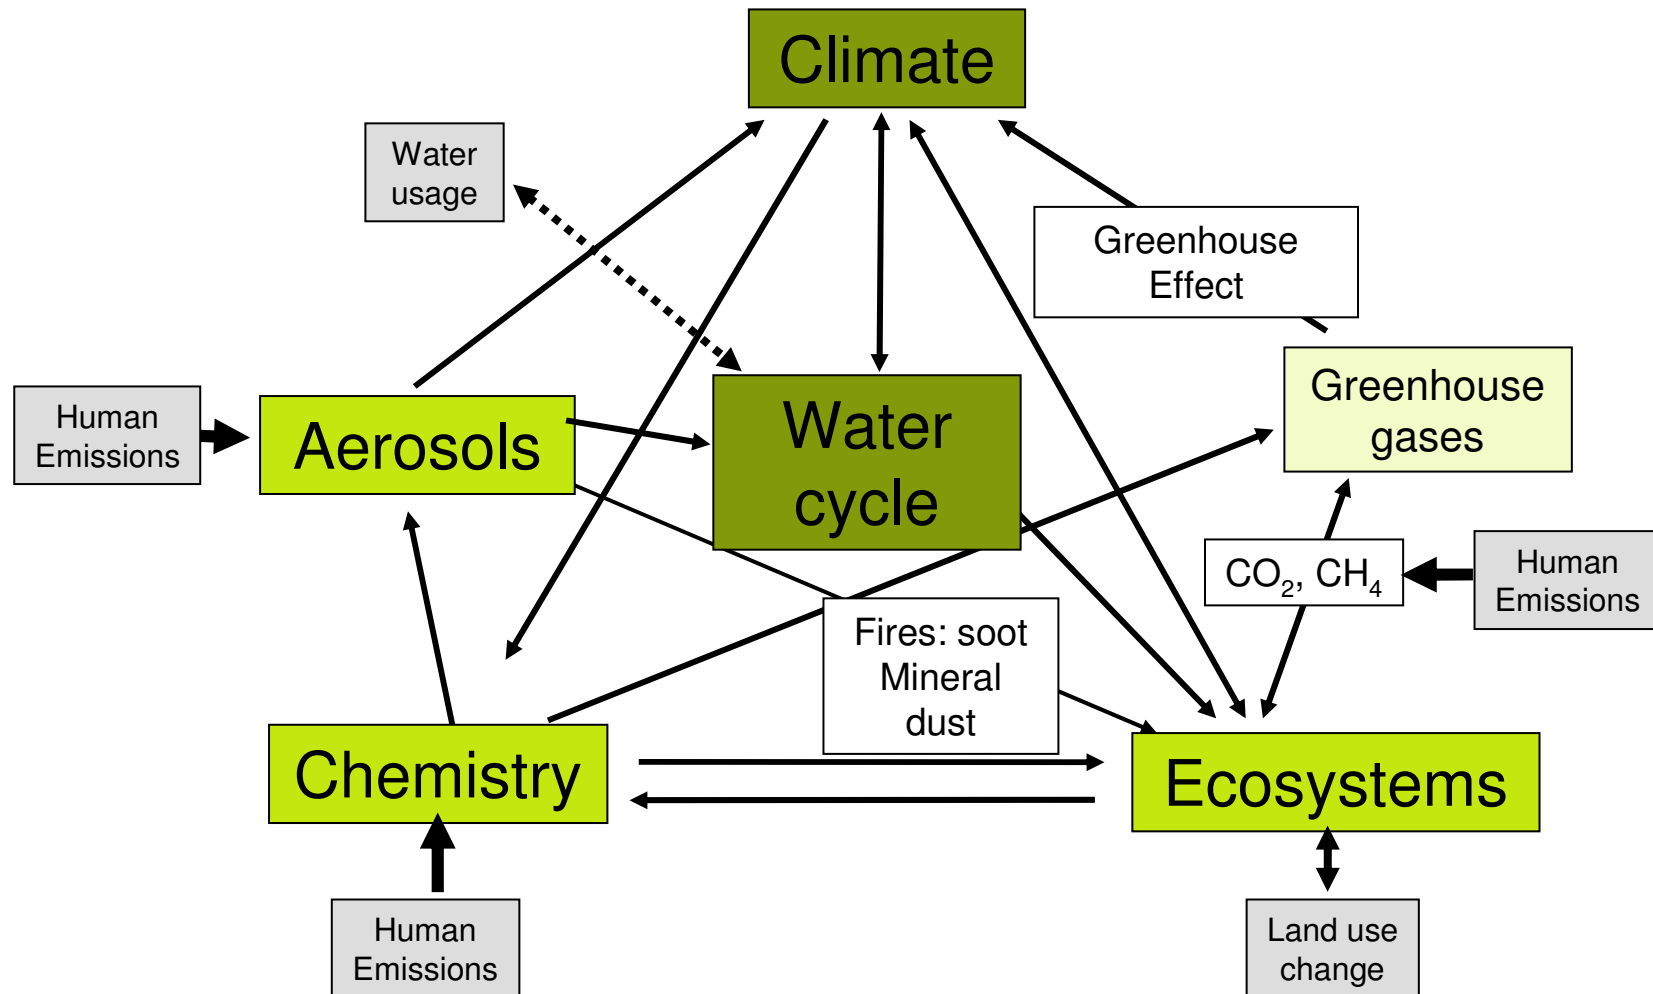 Climate
Water
usage
Greenhouse
Effect
Greenhouse
gases
Human
Emissions
Aerosols
Water
cycle
CO₂, CH₄
Human
Emissions
Fires: soot
Mineral
dust
Chemistry
Ecosystems
Human
Emissions
Land use
change